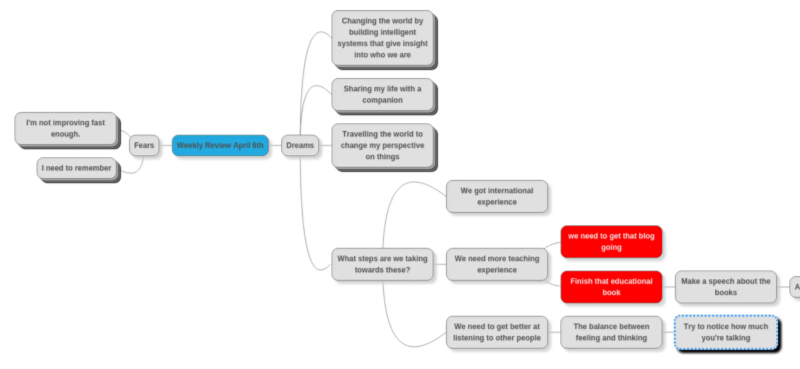 Changing the world by
building intelligent
systems that give insight
into who we are
Sharing my life with a
companion
I'm not improving fast
enough.
Fears
Weekly Review April 6th
Dreams
Travelling the world to
change my perspective
on things
I need to remember
We got international
experience
we need to get that blog
going
What steps are we taking
towards these?
We need more teaching
experience
Finish that educational
book
Make a speech about the
books
A
We need to get better at
listening to other people
The balance between
feeling and thinking
Try to notice how much
you're talking